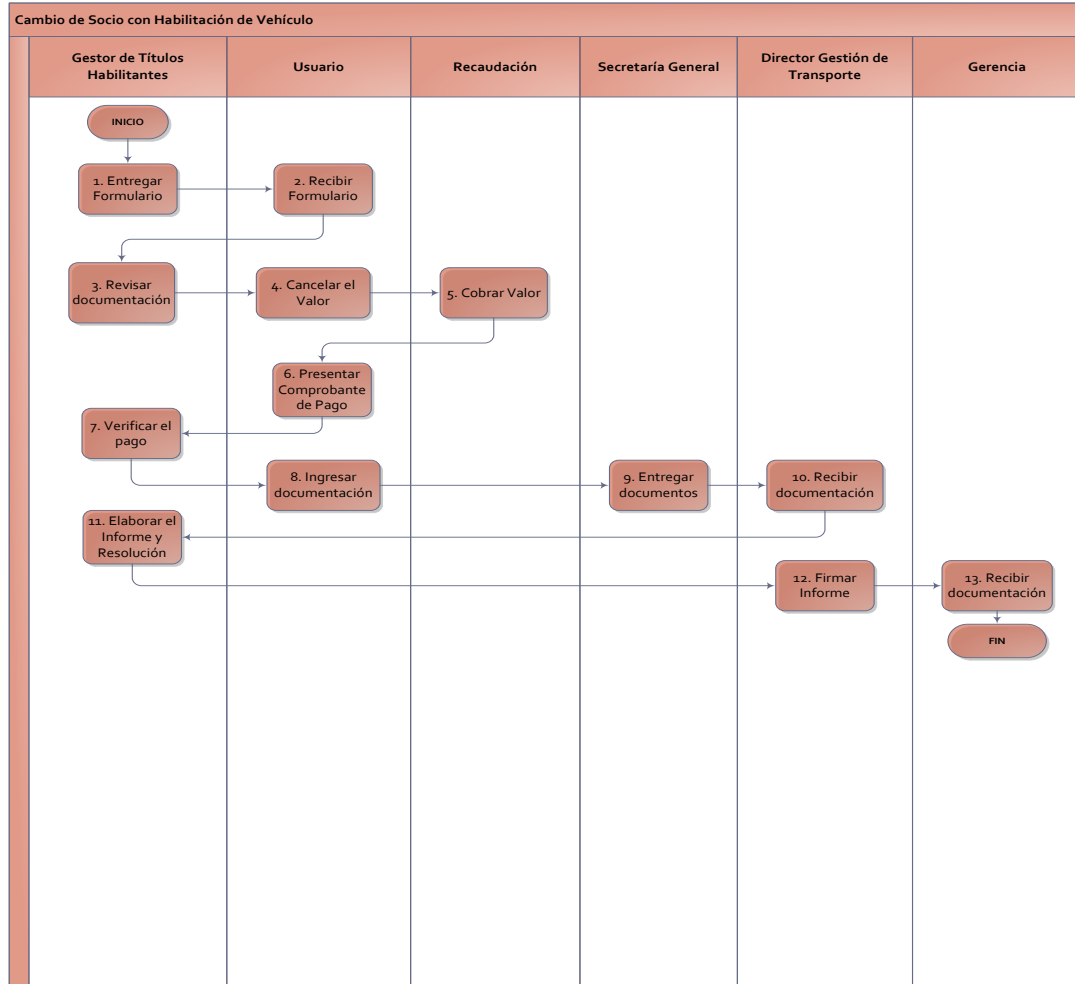 Cambio de Socio con Habilitación de Vehículo
Gestor de Títulos
Habilitantes
Usuario
Recaudación
Secretaría General
Director Gestión de
Transporte
Gerencia
INICIO
1. Entregar
Formulario
2. Recibir
Formulario
3. Revisar
documentación
4. Cancelar el
Valor
5. Cobrar Valor
6. Presentar
Comprobante
de Pago
7. Verificar el
pago
8. Ingresar
documentación
9. Entregar
documentos
10. Recibir
documentación
11. Elaborar el
Informe y
Resolución
12. Firmar
Informe
13. Recibir
documentación
FIN